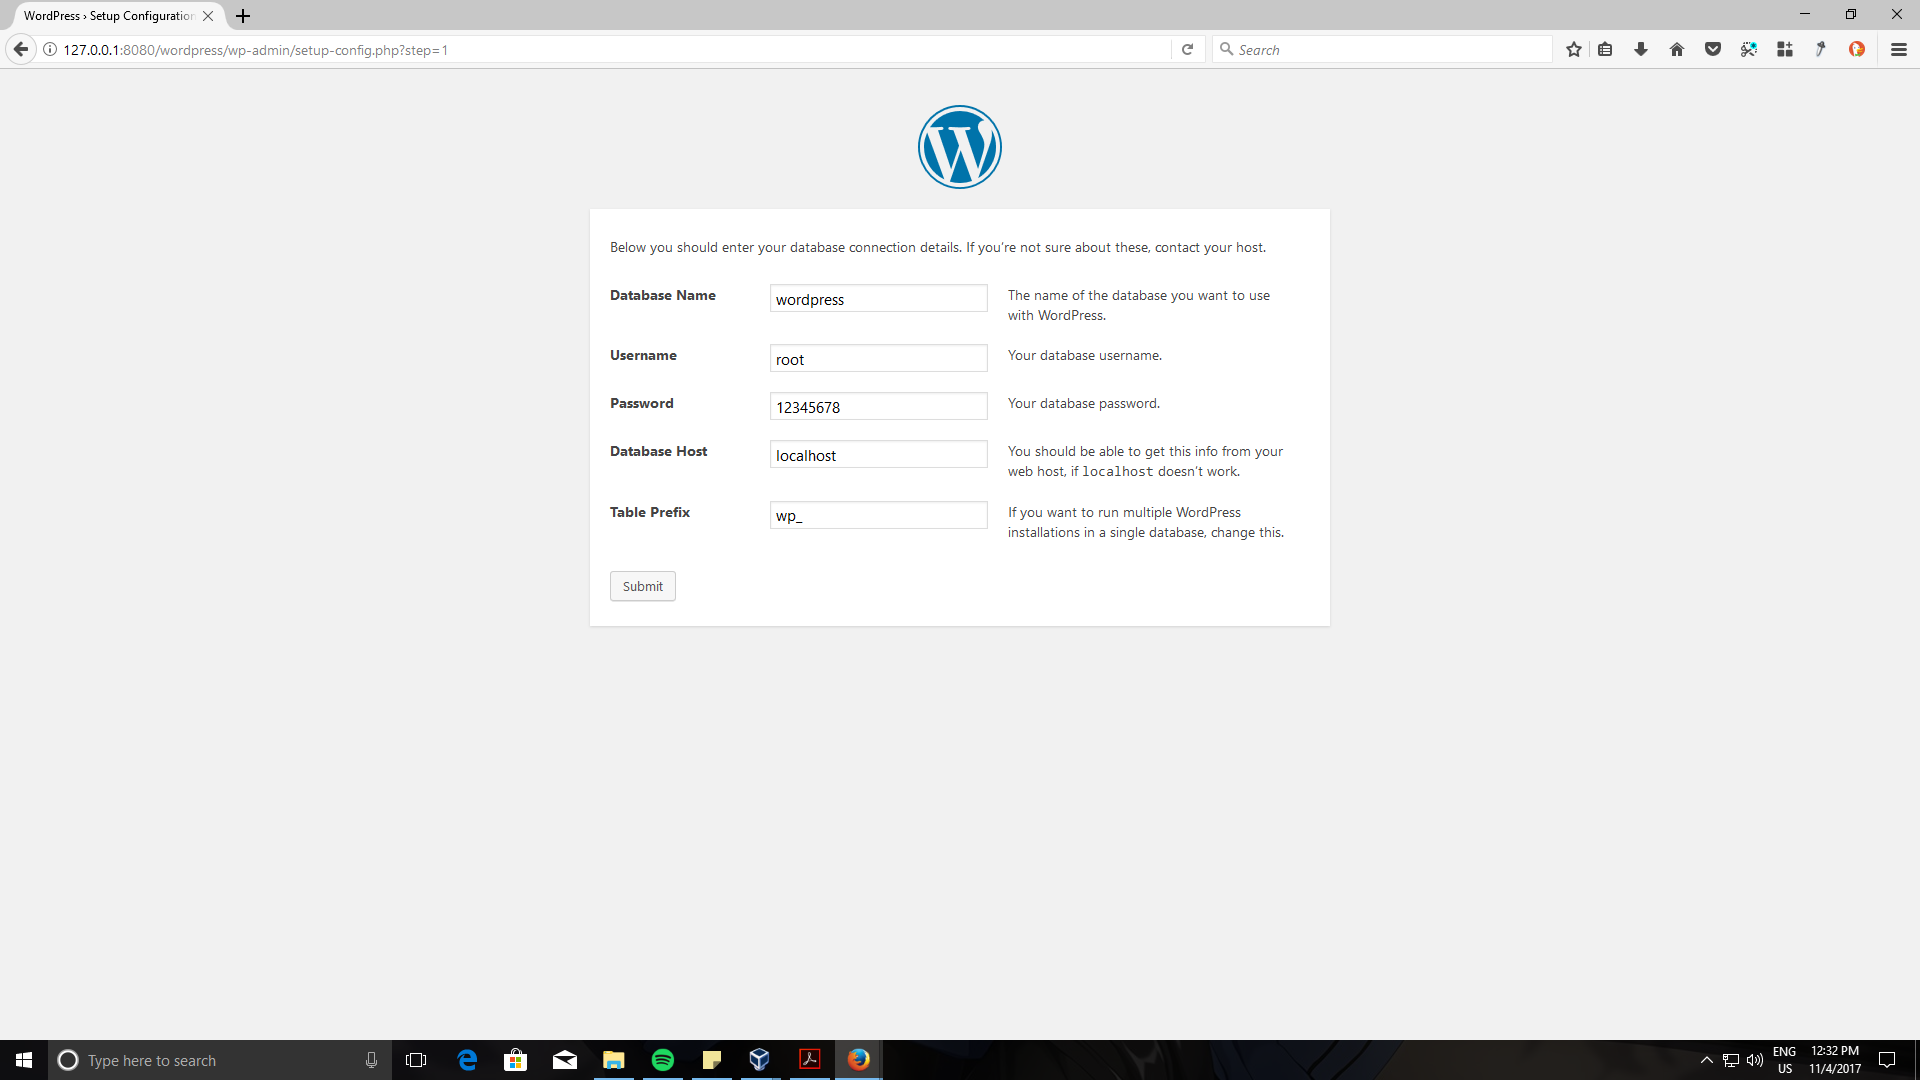 WordPress › Setup Configuration
127.0.0.1:8080/wordpress/wp-admin/setup-config.php?step=1
Search
Below you should enter your database connection details. If you’re not sure about these, contact your host.
Database Name
wordpress
The name of the database you want to use
with WordPress.
Username
root
Your database username.
Password
12345678
Your database password.
Database Host
localhost
You should be able to get this info from your
web host, if localhost doesn’t work.
Table Prefix
wp_
If you want to run multiple WordPress
installations in a single database, change this.
Submit
Type here to search
ENG
US
12:32 PM
11/4/2017